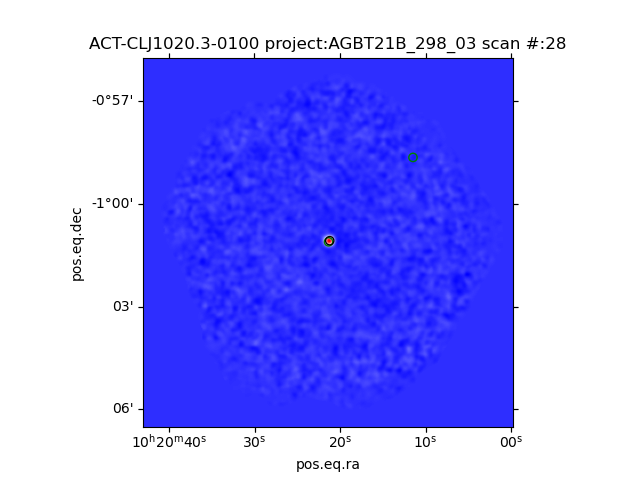 ACT-CLJ1020.3-0100 project:AGBT21B_298_03 scan #:28
-0°57'
-1°00'
03'
06'
pos.eq.dec
10ʰ20ᵐ40ˢ 30ˢ 20ˢ 10ˢ 00ˢ
pos.eq.ra